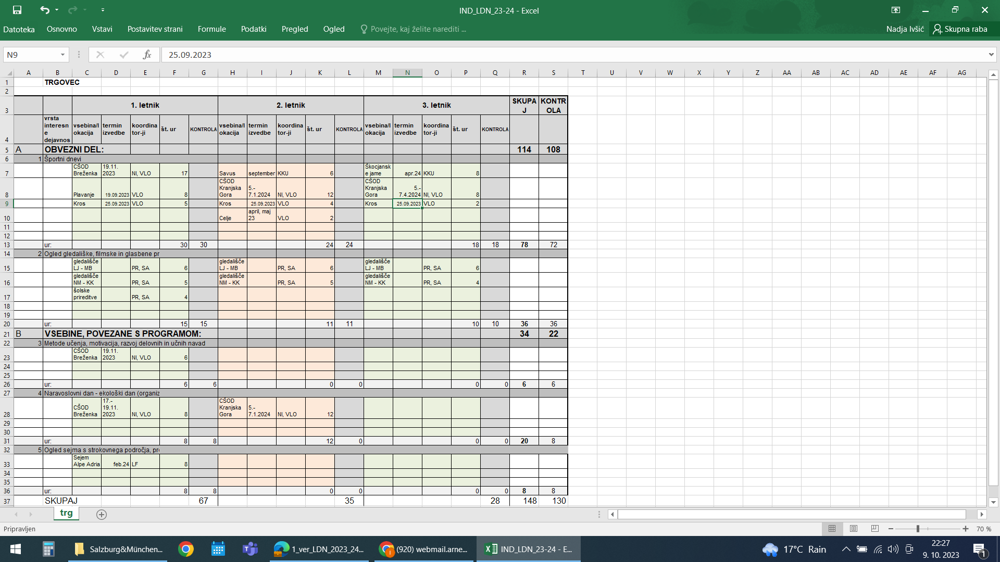 IND_LDN_23-24 - Excel
Datoteka Osnovno Vstavi Postavitev strani Formule Podatki Pregled Ogled Povejte, kaj želite narediti ... Nadja Ivšić Skupna raba
N9 fx 25.09.2023
A B C D E F G H I J K L M N O P Q R S T U V W X Y Z AA AB AC AD AE AF AG
1 TRGOVEC
2
3 1. letnik 2. letnik 3. letnik SKUPA J KONTR OLA
4 vrsta interesn e dejavnos vsebina/l okacija termin izvedbe koordina tor-ji št. ur KONTROLA vsebina/l okacija termin izvedbe koordina tor-ji št. ur KONTROLA vsebina/l okacija termin izvedbe koordina tor-ji št. ur KONTROLA
5 A OBVEZNI DEL: 114 108
6 1 Športni dnevi
7 CŠOD Breženka 19.11. 2023 NI, VLO 17 Savus september KKU 6 Škocjansk e jame apr.24 KKU 8
8 Plavanje 19.09.2023 VLO 8 CŠOD Kranjska Gora 5.- 7.1.2024 NI, VLO 12 CŠOD Kranjska Gora 5.- 7.4.2024 NI, VLO 8
9 Kros 25.09.2023 VLO 5 Kros 25.09.2023 VLO 4 Kros 25.09.2023 VLO 2
10 Celje april, maj 23 VLO 2
11
12
13 ur: 30 30 24 24 18 18 78 72
14 2 Ogled gledališke, filmske in glasbene pr
15 gledališče LJ - MB PR, SA 6 gledališče LJ - MB PR, SA 6 gledališče LJ - MB PR, SA 6
16 gledališče NM - KK PR, SA 5 gledališče NM - KK PR, SA 5 gledališče NM - KK PR, SA 4
17 šolske prireditve PR, SA 4
18
19
20 ur: 15 15 11 11 10 10 36 36
21 B VSEBINE, POVEZANE S PROGRAMOM: 34 22
22 3 Metode učenja, motivacija, razvoj delovnih in učnih navad
23 CŠOD Breženka 19.11. 2023 NI, VLO 6
24
25
26 ur: 6 6 0 0 0 0 6 6
27 4 Naravoslovni dan - ekološki dan (organiz
28 CŠOD Breženka 17.- 19.11. 2023 NI, VLO 8 CŠOD Kranjska Gora 5.- 7.1.2024 NI, VLO 12
29
30
31 ur: 8 8 12 0 0 0 20 8
32 5 Ogled sejma s strokovnega področja, pr
33 Sejem Alpe Adria feb.24 LF 8
34
35
36 ur: 8 8 0 0 0 0 8 8
37 SKUPAJ 67 35 28 148 130
trg
Pripravljen 70 %
Salzburg&München... 1_ver_LDN_2023_24... (920) webmail.arne... IND_LDN_23-24 - E... 17°C Rain 22:27
9. 10. 2023 1